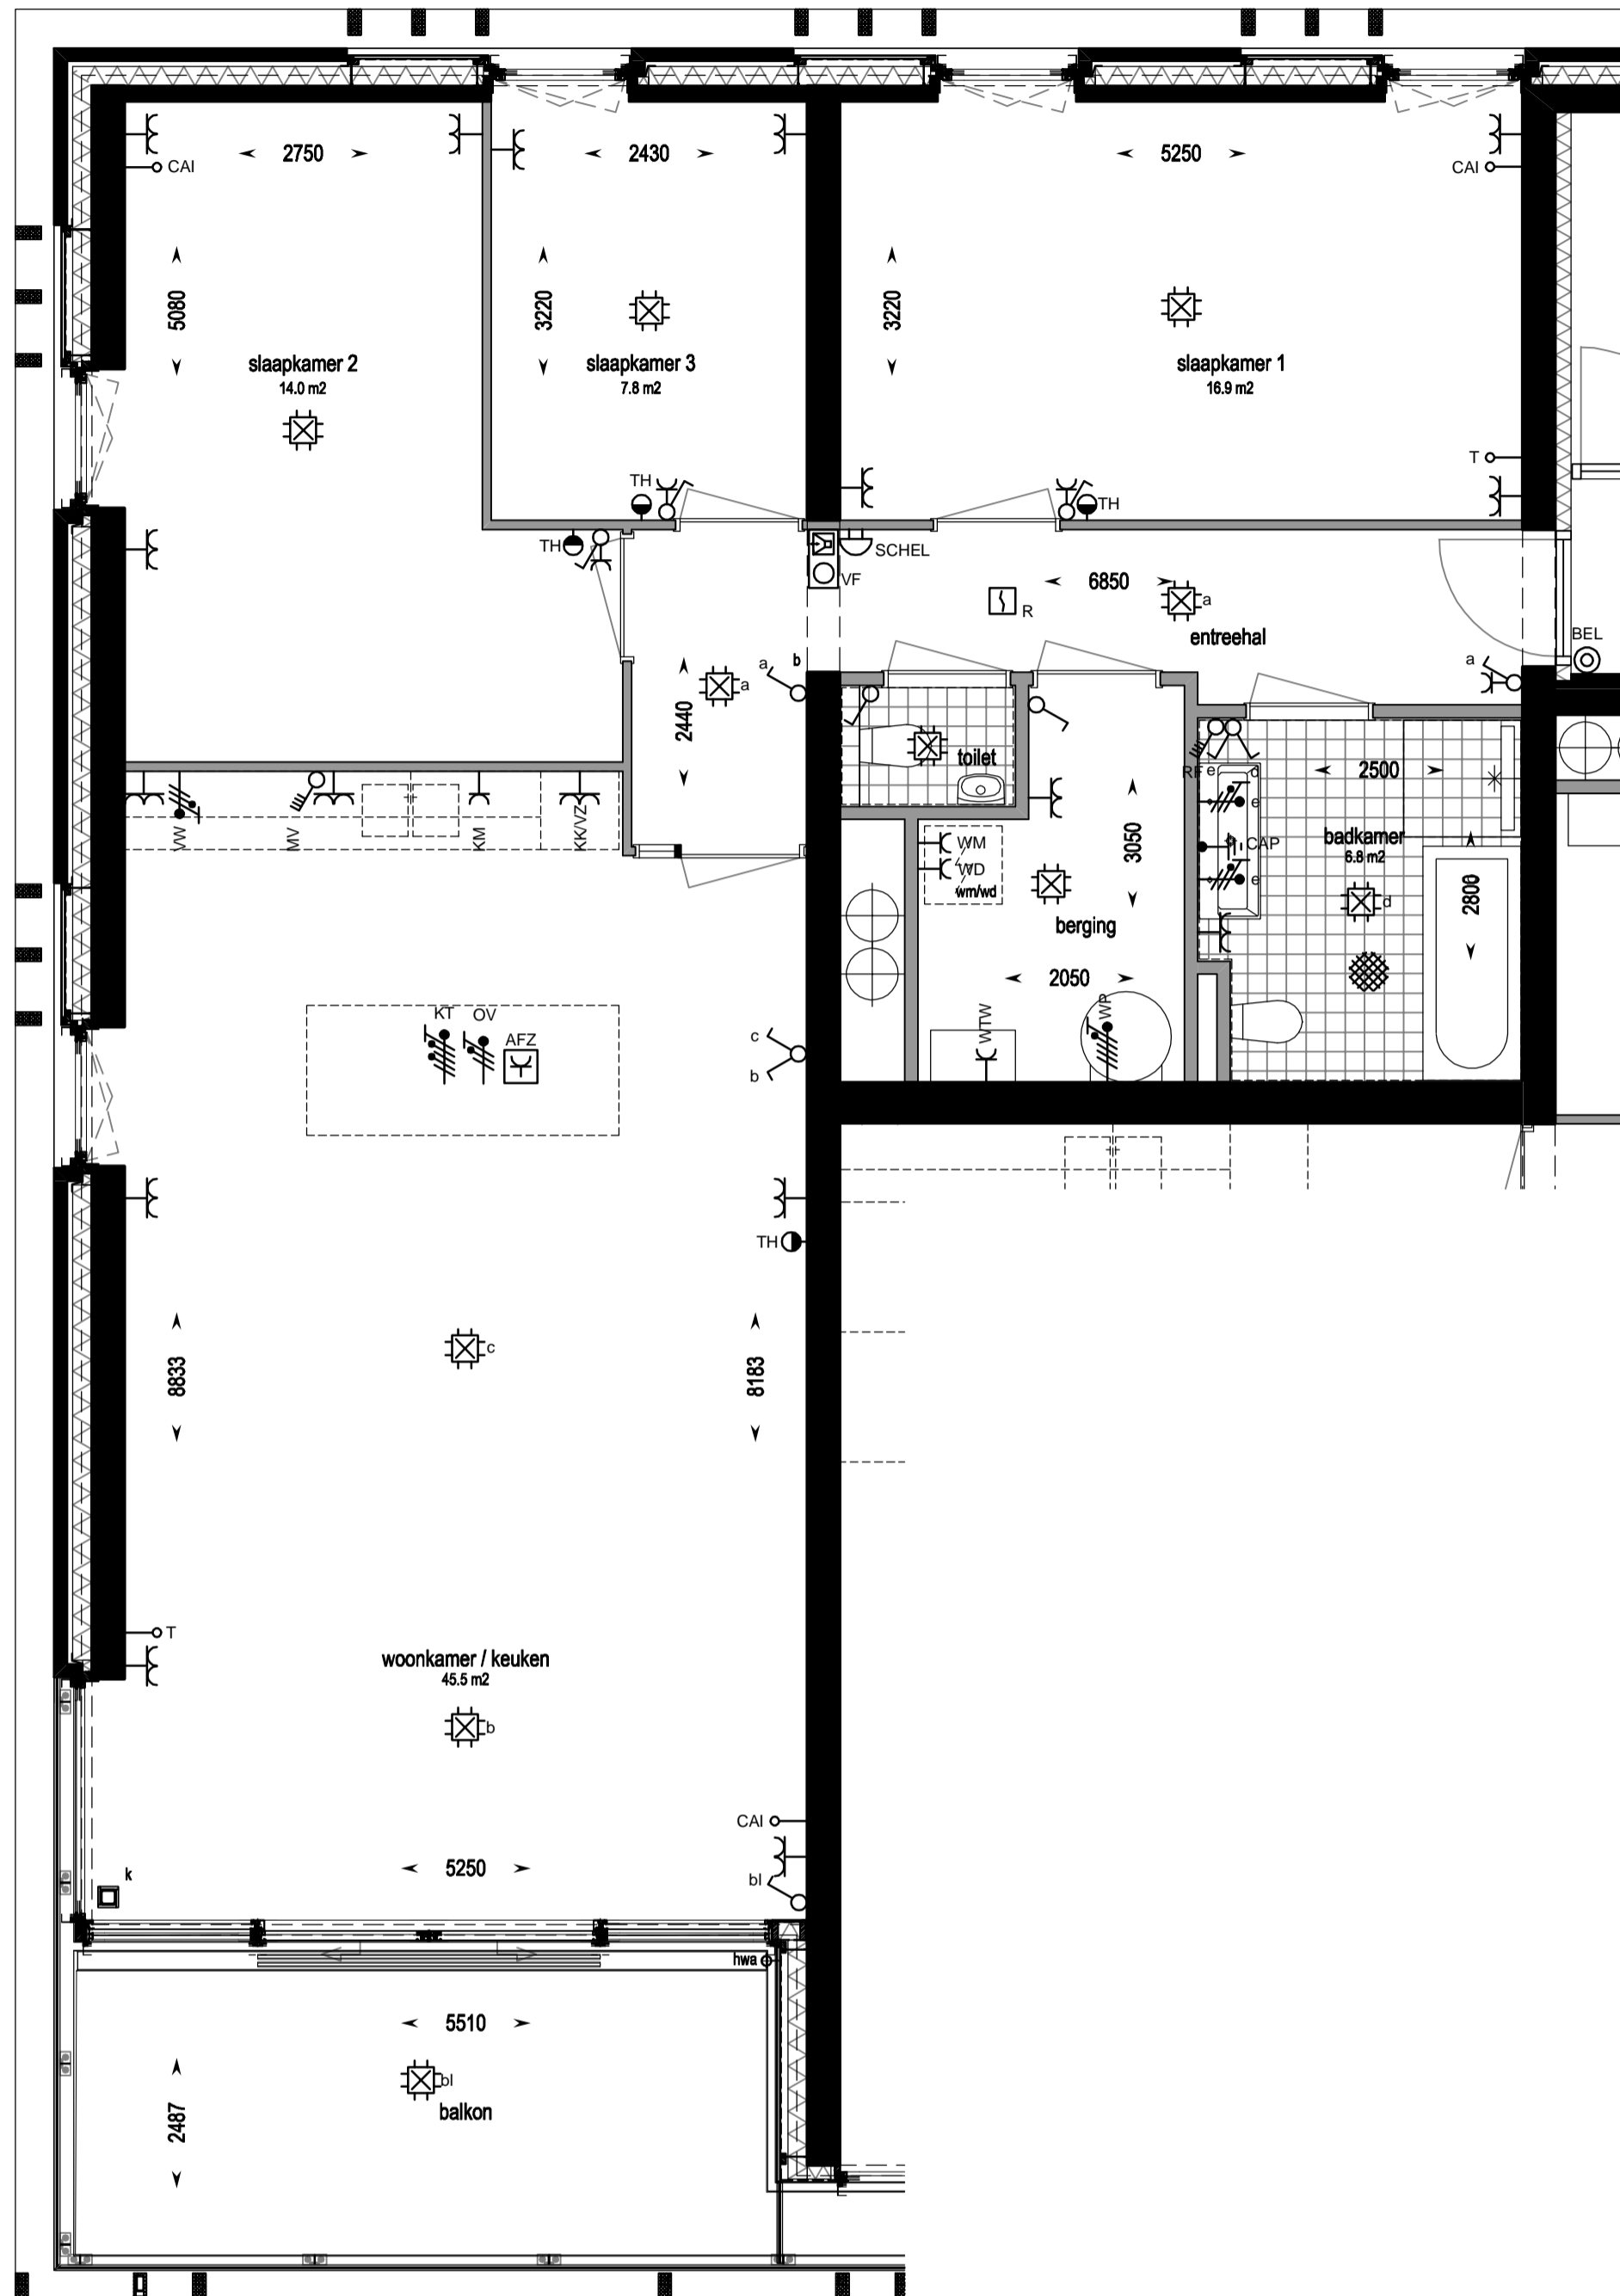 CAI
2750
2430
5250
CAI
5080
3220
3220
slaapkamer 2
14.0 m2
slaapkamer 3
7.8 m2
slaapkamer 1
16.9 m2
T
TH
TH
TH
SCHEL
VF
R
6850
a
entreehal
BEL
a
a
b
a
2440
toilet
RF
e
d
2500
e
VW
MV
KM
KK/VZ
WM
WD
wm/wd
3050
CAP
badkamer
6.8 m2
e
2800
d
berging
2050
WTW
WP
KT
OV
AFZ
c
b
TH
8833
c
8183
T
woonkamer / keuken
45.5 m2
b
CAI
5250
bl
k
hwa
5510
bl
balkon
2487